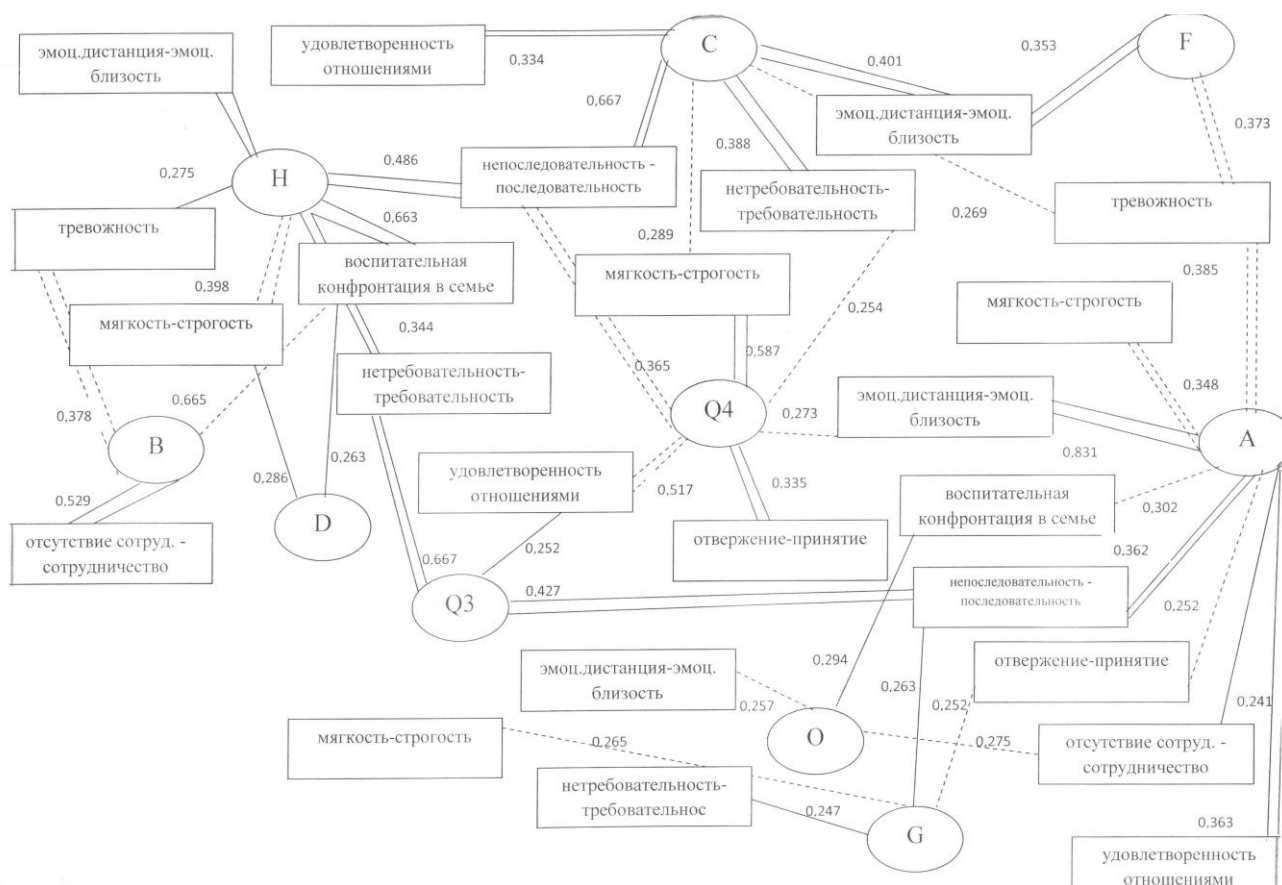 эмоц.дистанция-эмоц.
близость
удовлетворенность
отношениями
0,334
C
0,401
0,353
F
0,667
эмоц.дистанция-эмоц.
близость
0,373
0,275
H
0,486
непоследовательность -
последовательность
0,388
нетребовательность-
требовательность
0,269
тревожность
тревожность
0,663
0,289
воспитательная
конфронтация в семье
мягкость-строгость
0,385
0,398
мягкость-строгость
0,254
мягкость-строгость
0,344
0,365
0,587
нетребовательность-
требовательность
0,348
0,378
0,665
Q4
0,273
эмоц.дистанция-эмоц.
близость
A
B
0,263
0,831
0,529
0,286
удовлетворенность
отношениями
0,517
0,335
воспитательная
конфронтация в семье
0,302
D
отсутствие сотруд. -
сотрудничество
отвержение-принятие
0,667
0,252
0,362
Q3
0,427
непоследовательность -
последовательность
0,252
эмоц.дистанция-эмоц.
близость
0,294
0,263
отвержение-принятие
0,257
0,252
0,241
мягкость-строгость
0,265
O
0,275
отсутствие сотруд. -
сотрудничество
нетребовательность-
требовательнос
0,247
G
0,363
удовлетворенность
отношениями